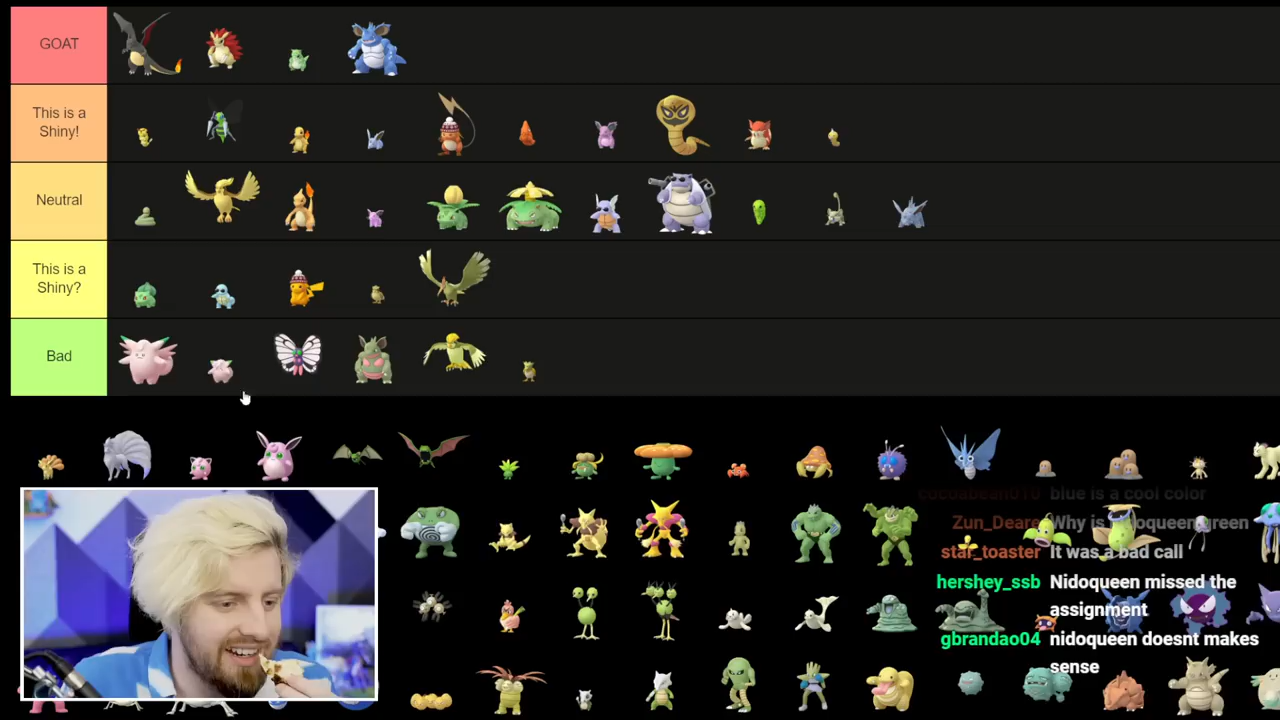 GOAT
This is a
Shiny!
Neutral
This is a
Shiny?
Bad
cocoabean010 blue is a cool color
Zun_Deare Why is nidoqueen green
star_toaster It was a bad call
hershey_ssb Nidoqueen missed the
assignment
gbrandao04 nidoqueen doesnt makes
sense